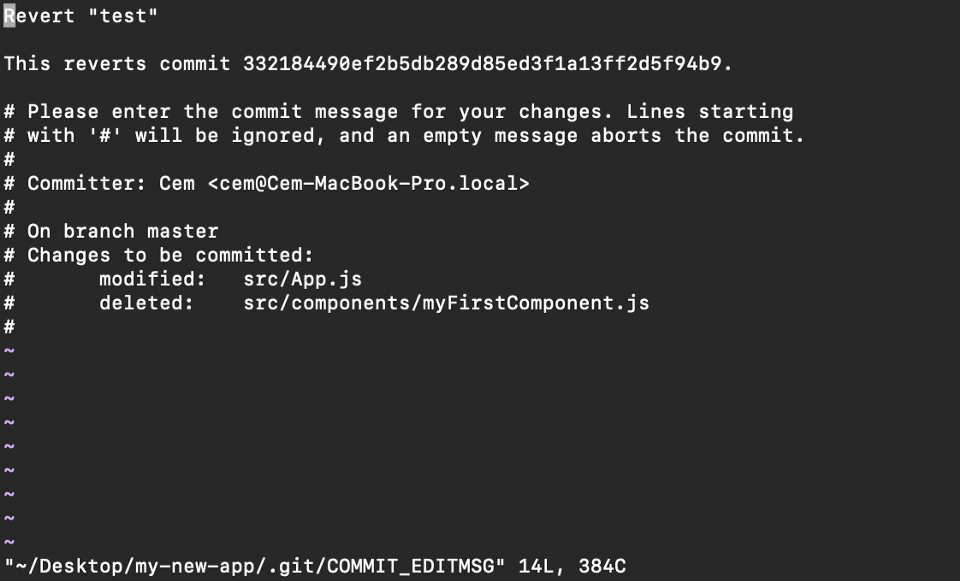 Revert "test"
This reverts commit 332184490ef2b5db289d85ed3f1a13ff2d5f94b9.
# Please enter the commit message for your changes. Lines starting
# with '#' will be ignored, and an empty message aborts the commit.
#
# Committer: Cem <cem@Cem-MacBook-Pro.local>
#
# On branch master
# Changes to be committed:
#       modified:   src/App.js
#       deleted:    src/components/myFirstComponent.js
#
~
~
~
~
~
~
~
~
~
"~/Desktop/my-new-app/.git/COMMIT_EDITMSG" 14L, 384C